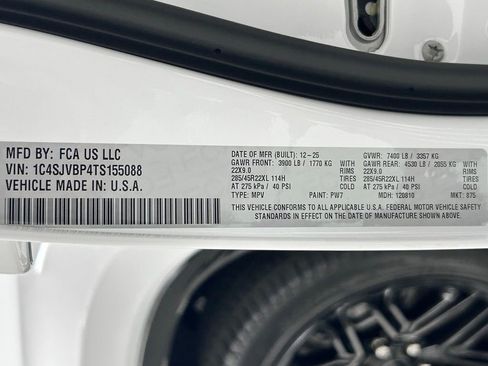 MFD BY: FCA US LLC
VIN: 1C4SJVBP4TS155088
VEHICLE MADE IN: U.S.A.
DATE OF MFR (BUILT): 12-25 GVWR: 7400 LB / 3357 KG
GAWR FRONT: 3900 LB / 1770 KG GAWR REAR: 4530 LB / 2055 KG
22X9.0 RIMS 22X9.0 RIMS
285/45R22XL 114H TIRES 285/45R22XL 114H TIRES
AT 275 KPA / 40 PSI COLD AT 275 KPA / 40 PSI COLD
TYPE: MPV PAINT: PW7 MDH: 120810 MKT: 875
THIS VEHICLE CONFORMS TO ALL APPLICABLE U.S.A. FEDERAL MOTOR VEHICLE SAFETY
STANDARDS IN EFFECT ON THE DATE OF MANUFACTURE SHOWN ABOVE.